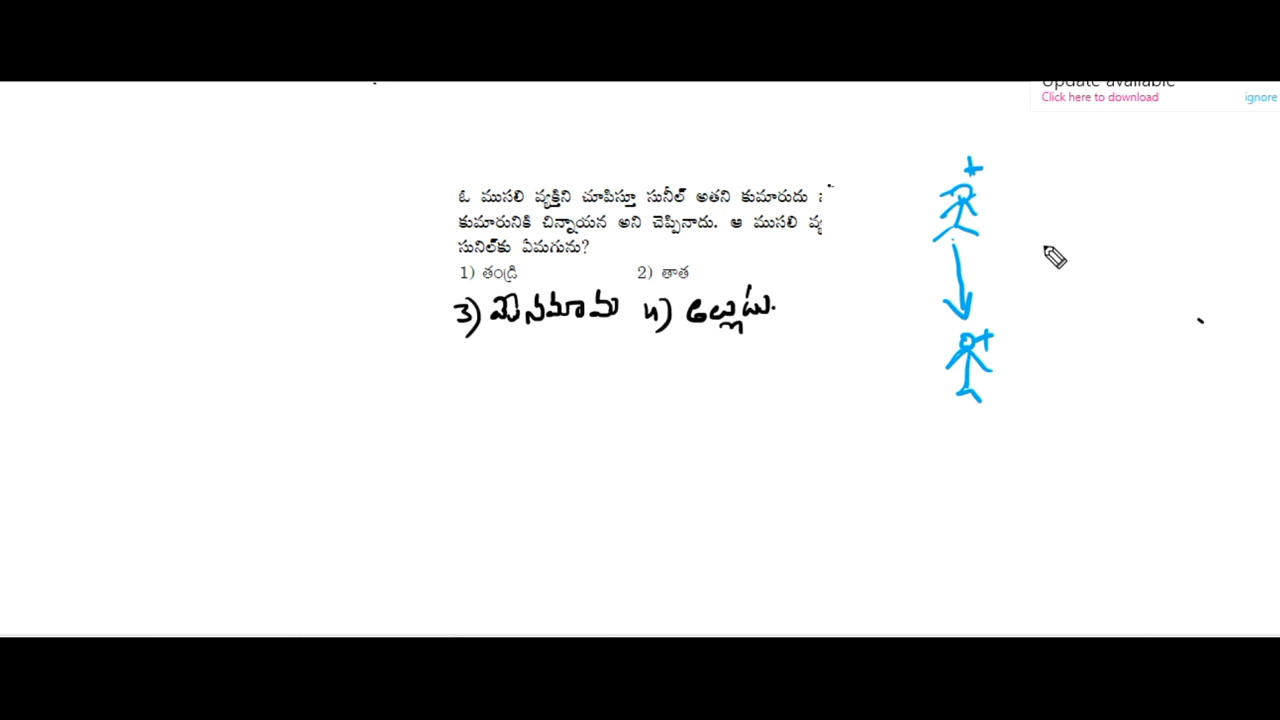 Update available
Click here to download ignore
ఓ ముసలి వ్యక్తిని చూపిస్తూ సునీల్ అతని కుమారుడు
కుమారునికి చిన్నాయన అని చెప్పినాడు. ఆ ముసలి
సునిల్‌కు ఏమగును?
1) తండ్రి 2) తాత
3) మేనమామ 4) అల్లుడు.